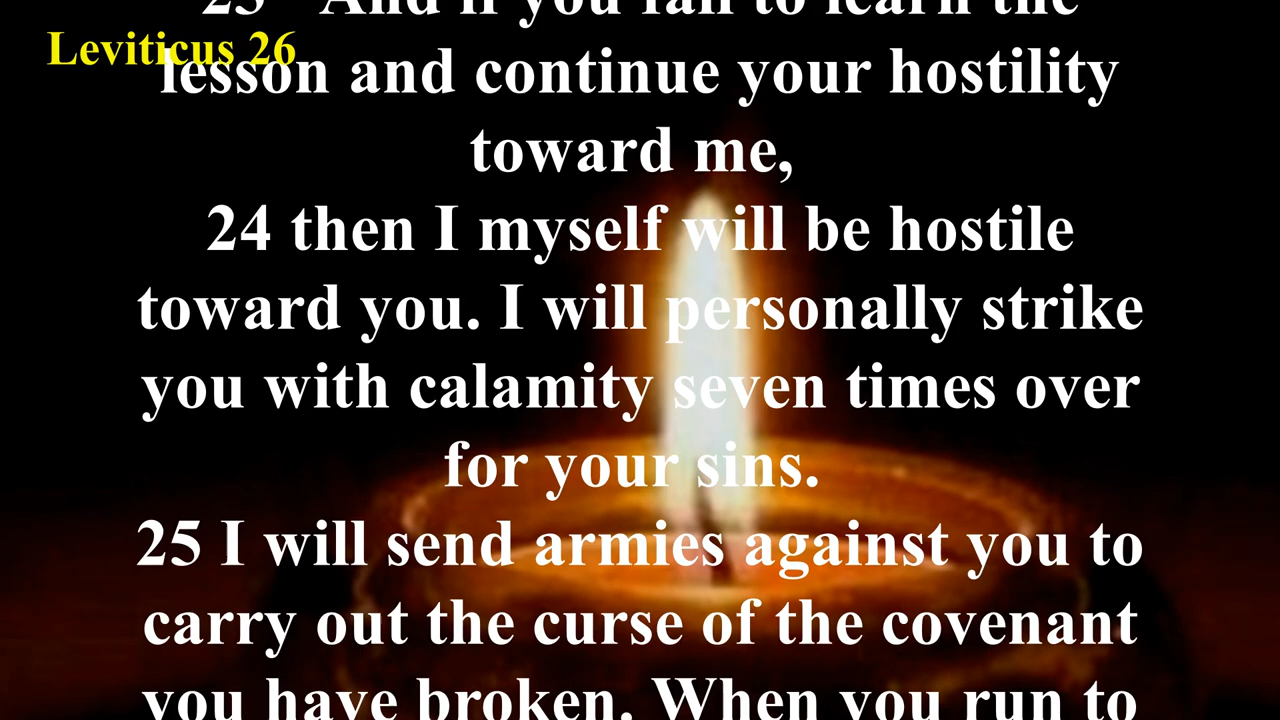 23 “And if you fail to learn the
Leviticus 26
lesson and continue your hostility
toward me,
24 then I myself will be hostile
toward you. I will personally strike
you with calamity seven times over
for your sins.
25 I will send armies against you to
carry out the curse of the covenant
you have broken. When you run to